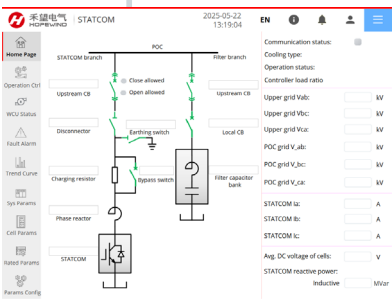 禾望电气 HOPEWIND | STATCOM
2025-05-22
13:19:04
EN
Home Page
Operation Ctrl
WCU Status
Fault Alarm
Trend Curve
Sys Params
Cell Params
Rated Params
Params Config
POC
STATCOM branch
Filter branch
Close allowed
Open allowed
Upstream CB
Upstream CB
Disconnector
Earthing switch
Local CB
Charging resistor
Bypass switch
Filter capacitor
bank
Phase reactor
STATCOM
Communication status:
Cooling type:
Operation status:
Controller load ratio
Upper grid Vab: kV
Upper grid Vbc: kV
Upper grid Vca: kV
POC grid V_ab: kV
POC grid V_bc: kV
POC grid V_ca: kV
STATCOM Ia: A
STATCOM Ib: A
STATCOM Ic: A
Avg. DC voltage of cells: V
STATCOM reactive power:
Inductive MVar